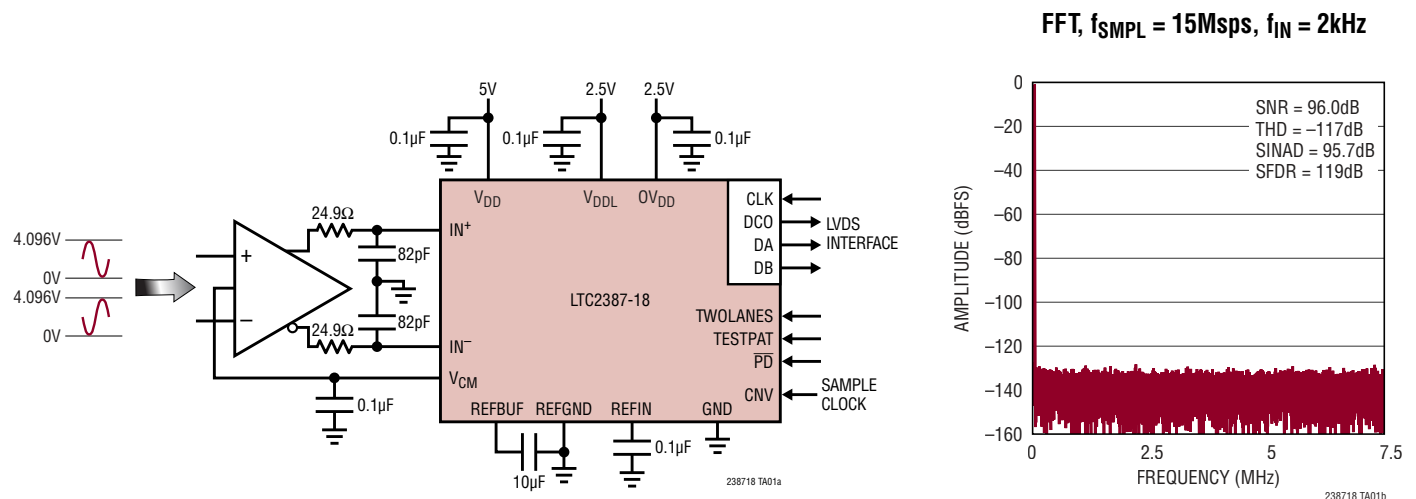 FFT, fSMPL = 15Msps, fIN = 2kHz
5V
2.5V
2.5V
0.1µF
0.1µF
0.1µF
VDD
VDDL
OVDD
CLK
DCO
DA
DB
LVDS
INTERFACE
24.9Ω
IN+
82pF
4.096V
0V
4.096V
0V
+
−
LTC2387-18
82pF
24.9Ω
IN−
TWOLANES
TESTPAT
PD
VCM
CNV
SAMPLE
CLOCK
0.1µF
REFBUF
REFGND
REFIN
GND
0.1µF
10µF
238718 TA01a
0
−20
−40
−60
−80
−100
−120
−140
−160
AMPLITUDE (dBFS)
SNR = 96.0dB
THD = −117dB
SINAD = 95.7dB
SFDR = 119dB
0
2.5
5
7.5
FREQUENCY (MHz)
238718 TA01b